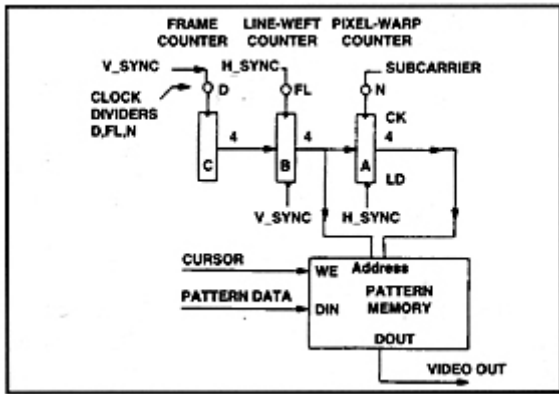 FRAME COUNTER
LINE-WEFT COUNTER
PIXEL-WARP COUNTER
V_SYNC
H_SYNC
SUBCARRIER
D
FL
N
CLOCK
DIVIDERS
D,FL,N
CK
4
4
4
C
B
A
LD
V_SYNC
H_SYNC
CURSOR
WE
Address
PATTERN DATA
DIN
PATTERN
MEMORY
DOUT
VIDEO OUT